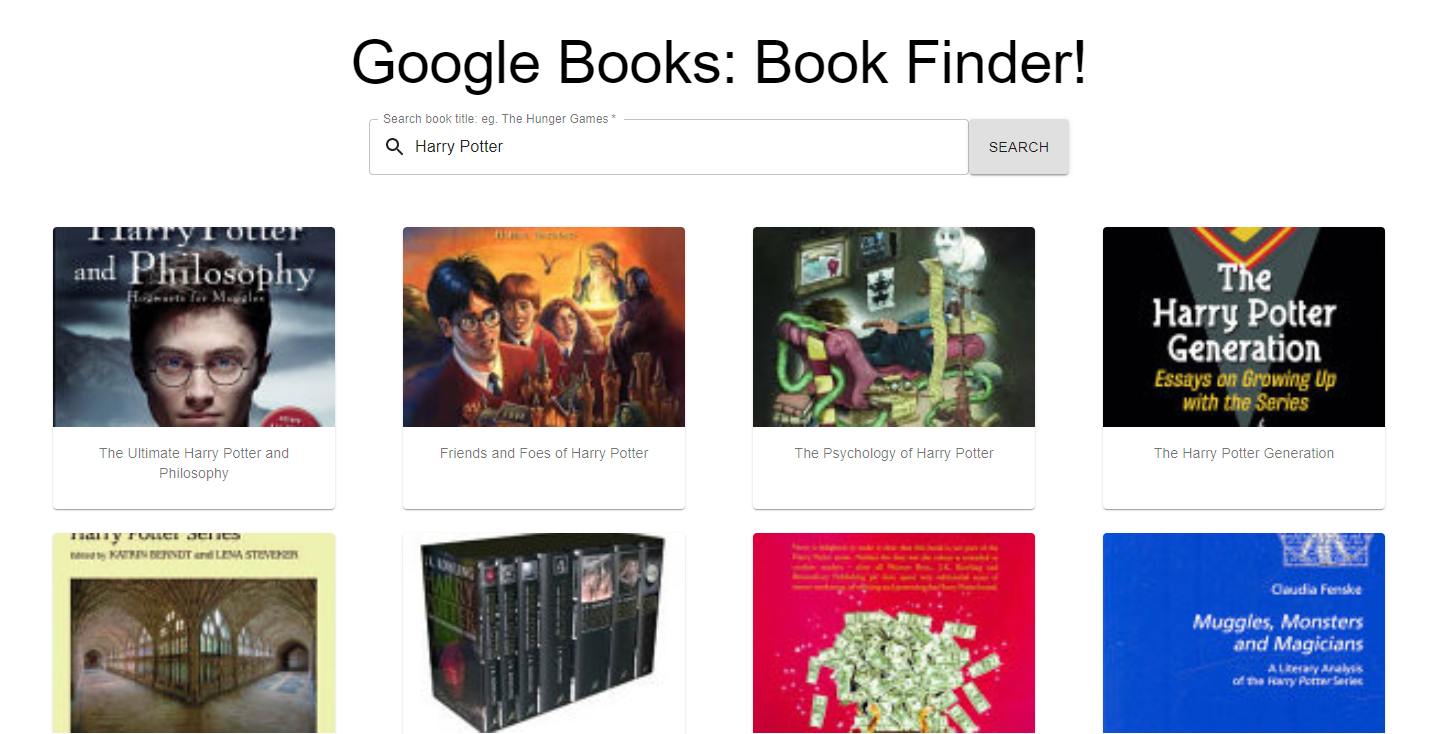 Google Books: Book Finder!
Search book title: eg. The Hunger Games *
Harry Potter
SEARCH
Harry Potter
and Philosophy
Hogwarts for Muggles
The Ultimate Harry Potter and
Philosophy
Friends and Foes of Harry Potter
The Psychology of Harry Potter
The
Harry Potter
Generation
Essays on Growing Up
with the Series
The Harry Potter Generation
Harry Potter Series
Edited by KATRIN BERNDT and LENA STEVEKER
Claudia Fenske
Muggles, Monsters
and Magicians
A Literary Analysis
of the Harry Potter Series